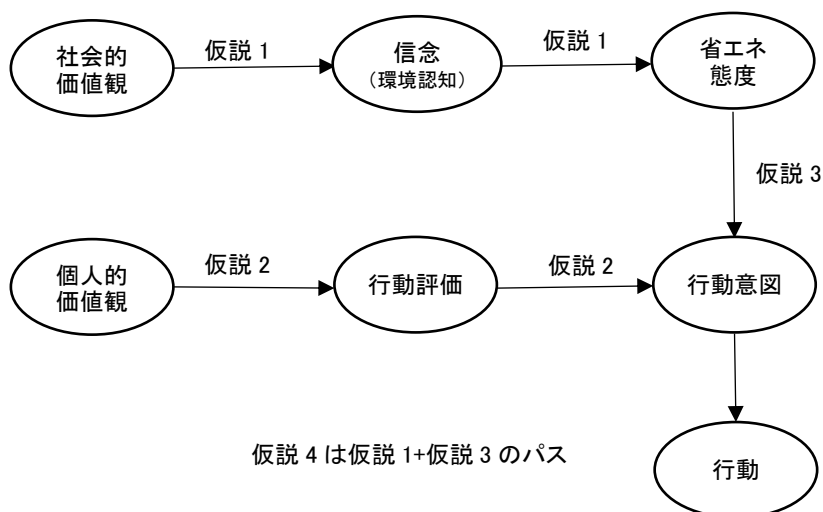 社会的
価値観
仮説 1
信念
（環境認知）
仮説 1
省エネ
態度
仮説 3
個人的
価値観
仮説 2
行動評価
仮説 2
行動意図
仮説 4 は仮説 1+仮説 3 のパス
行動